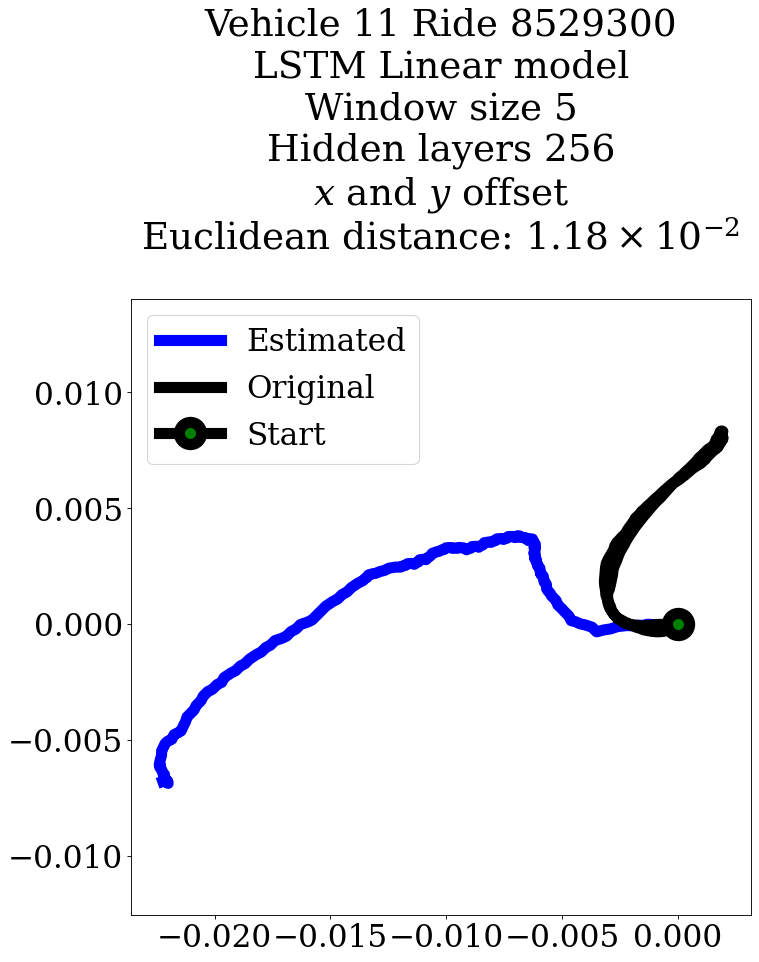 Vehicle 11 Ride 8529300
LSTM Linear model
Window size 5
Hidden layers 256
x and y offset
Euclidean distance: 1.18 × 10⁻²
Estimated
Original
Start
0.010
0.005
0.000
−0.005
−0.010
−0.020 −0.015 −0.010 −0.005 0.000